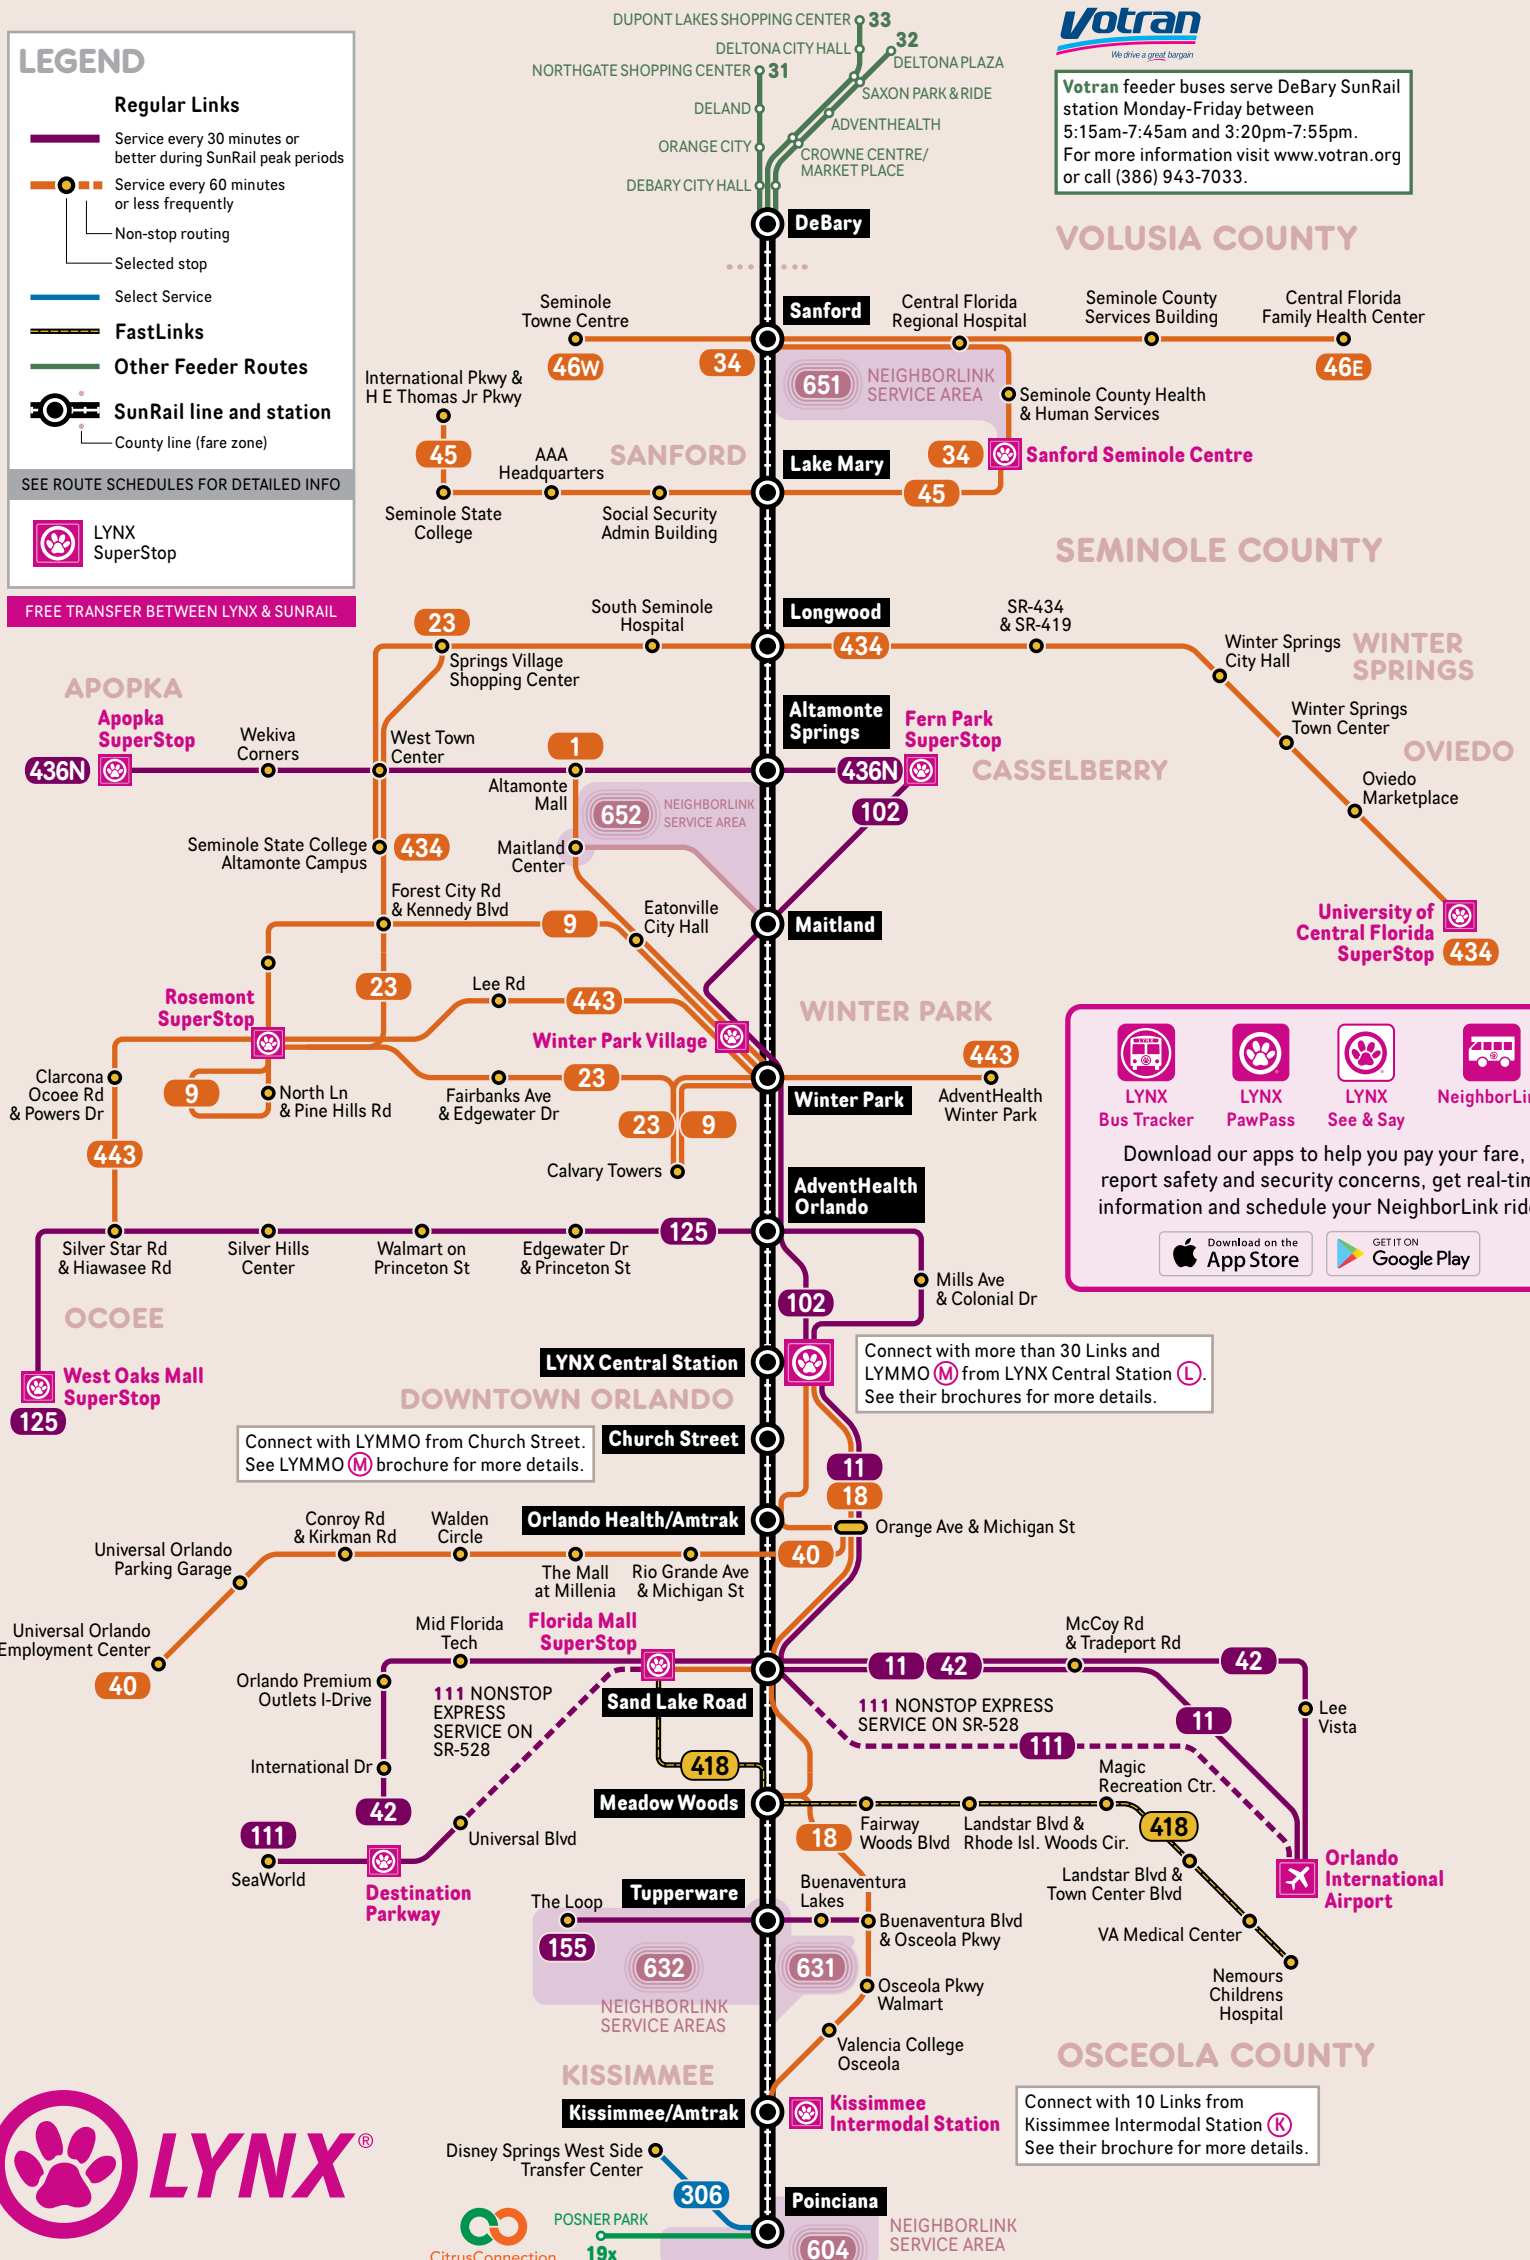 DUPONT LAKES SHOPPING CENTER 33
DELTONA CITY HALL 32
DELTONA PLAZA
NORTHGATE SHOPPING CENTER 31
SAXON PARK & RIDE
DELAND
ADVENTHEALTH
ORANGE CITY
CROWNE CENTRE/
MARKET PLACE
DEBARY CITY HALL
Votran
We drive a great bargain
Votran feeder buses serve DeBary SunRail
station Monday-Friday between
5:15am-7:45am and 3:20pm-7:55pm.
For more information visit www.votran.org
or call (386) 943-7033.
LEGEND
Regular Links
Service every 30 minutes or
better during SunRail peak periods
Service every 60 minutes
or less frequently
Non-stop routing
Selected stop
Select Service
FastLinks
Other Feeder Routes
SunRail line and station
County line (fare zone)
SEE ROUTE SCHEDULES FOR DETAILED INFO
LYNX
SuperStop
FREE TRANSFER BETWEEN LYNX & SUNRAIL
DeBary
VOLUSIA COUNTY
Seminole
Towne Centre
46W
Sanford
34
Central Florida
Regional Hospital
Seminole County
Services Building
Central Florida
Family Health Center
46E
651
NEIGHBORLINK
SERVICE AREA
Seminole County Health
& Human Services
International Pkwy &
H E Thomas Jr Pkwy
45
AAA
Headquarters
SANFORD
Lake Mary
34
Sanford Seminole Centre
45
Seminole State
College
Social Security
Admin Building
SEMINOLE COUNTY
23
South Seminole
Hospital
Longwood
434
SR-434
& SR-419
Springs Village
Shopping Center
Winter Springs
City Hall
WINTER
SPRINGS
APOPKA
Apopka
SuperStop
436N
Wekiva
Corners
West Town
Center
1
Altamonte
Springs
Fern Park
SuperStop
436N
Winter Springs
Town Center
OVIEDO
CASSELBERRY
Altamonte
Mall
102
Oviedo
Marketplace
652
NEIGHBORLINK
SERVICE AREA
Seminole State College
Altamonte Campus
434
Maitland
Center
Forest City Rd
& Kennedy Blvd
9
Eatonville
City Hall
Maitland
University of
Central Florida
SuperStop
434
Rosemont
SuperStop
23
Lee Rd
443
WINTER PARK
Winter Park Village
443
Clarcona
Ocoee Rd
& Powers Dr
9
North Ln
& Pine Hills Rd
Fairbanks Ave
& Edgewater Dr
23
Winter Park
AdventHealth
Winter Park
23
9
443
Calvary Towers
LYNX
Bus Tracker
LYNX
PawPass
LYNX
See & Say
Download our apps to help you pay your fare,
report safety and security concerns, get
information and schedule your NeighborLink
Download on the
App Store
GET IT ON
Google Play
AdventHealth
Orlando
125
Silver Star Rd
& Hiawasee Rd
Silver Hills
Center
Walmart on
Princeton St
Edgewater Dr
& Princeton St
Mills Ave
& Colonial Dr
OCOEE
102
West Oaks Mall
SuperStop
125
LYNX Central Station
Connect with more than 30 Links and
LYMMO M from LYNX Central Station L.
See their brochures for more details.
DOWNTOWN ORLANDO
Connect with LYMMO from Church Street.
See LYMMO M brochure for more details.
Church Street
11
18
Conroy Rd
& Kirkman Rd
Walden
Circle
Orlando Health/Amtrak
Orange Ave & Michigan St
Universal Orlando
Parking Garage
40
The Mall
at Millenia
Rio Grande Ave
& Michigan St
Universal Orlando
Employment Center
40
Mid Florida
Tech
Florida Mall
SuperStop
McCoy Rd
& Tradeport Rd
11
42
42
Orlando Premium
Outlets I-Drive
111 NONSTOP
EXPRESS
SERVICE ON
SR-528
Sand Lake Road
111 NONSTOP EXPRESS
SERVICE ON SR-528
11
Lee
Vista
111
International Dr
418
Magic
Recreation Ctr.
42
Meadow Woods
111
Universal Blvd
18
Fairway
Woods Blvd
Landstar Blvd &
Rhode Isl. Woods Cir.
418
SeaWorld
Destination
Parkway
Landstar Blvd &
Town Center Blvd
Orlando
International
Airport
The Loop
Tupperware
Buenaventura
Lakes
Buenaventura Blvd
& Osceola Pkwy
VA Medical Center
155
632
631
NEIGHBORLINK
SERVICE AREAS
Osceola Pkwy
Walmart
Nemours
Childrens
Hospital
Valencia College
Osceola
OSCEOLA COUNTY
KISSIMMEE
Kissimmee/Amtrak
Kissimmee
Intermodal Station
Connect with 10 Links from
Kissimmee Intermodal Station K
See their brochure for more details.
LYNX®
Disney Springs West Side
Transfer Center
306
Poinciana
POSNER PARK
19x
CitrusConnection
604
NEIGHBORLINK
SERVICE AREA